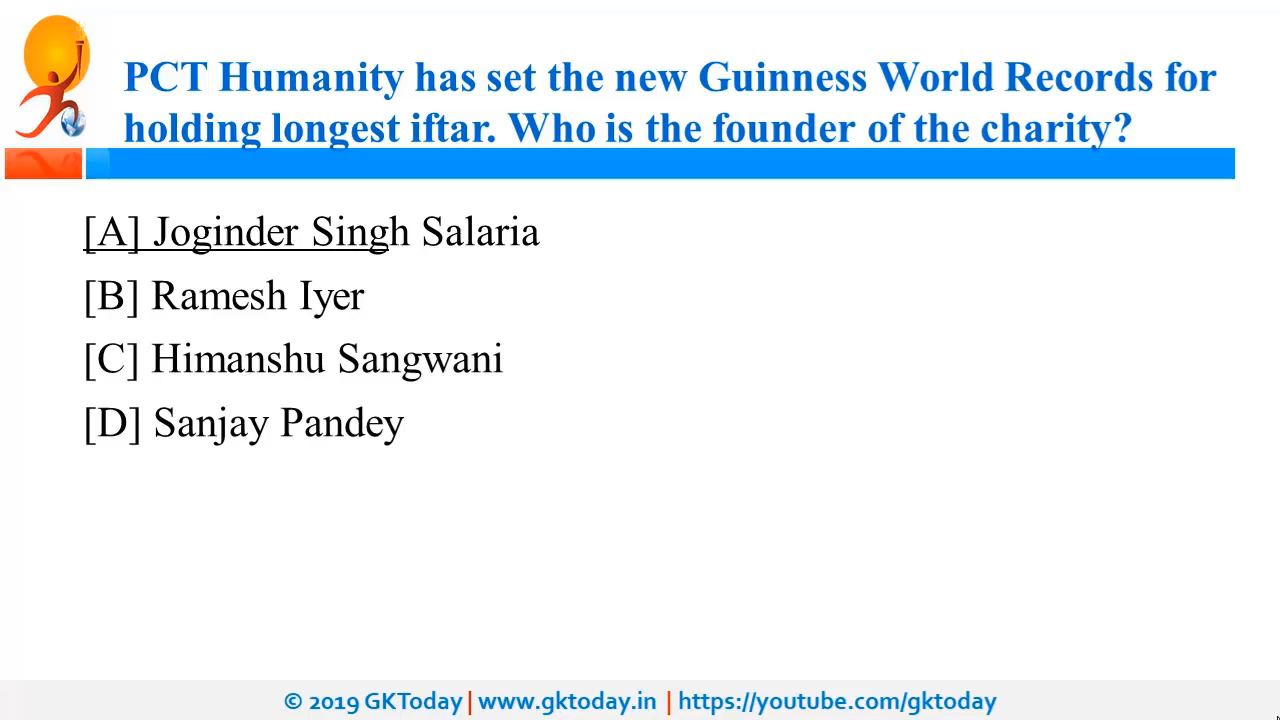 PCT Humanity has set the new Guinness World Records for
holding longest iftar. Who is the founder of the charity?
[A] Joginder Singh Salaria
[B] Ramesh Iyer
[C] Himanshu Sangwani
[D] Sanjay Pandey
© 2019 GKToday | www.gktoday.in | https://youtube.com/gktoday